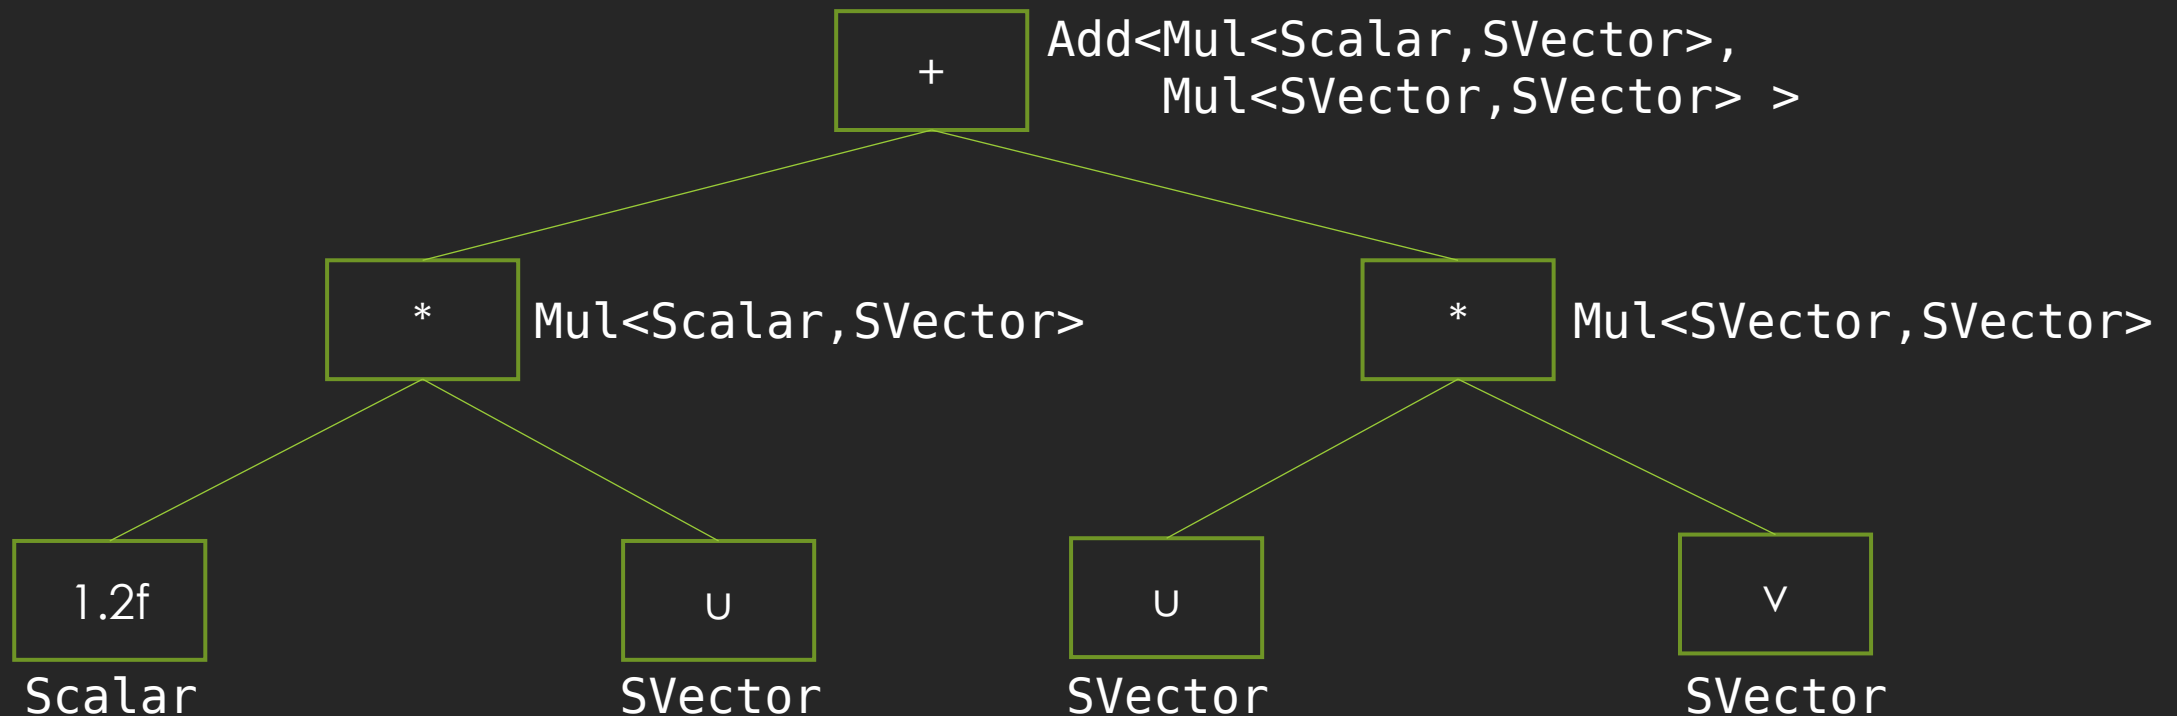 +
Add<Mul<Scalar,SVector>,
Mul<SVector,SVector> >
*
Mul<Scalar,SVector>
*
Mul<SVector,SVector>
1.2f
u
u
v
Scalar
SVector
SVector
SVector